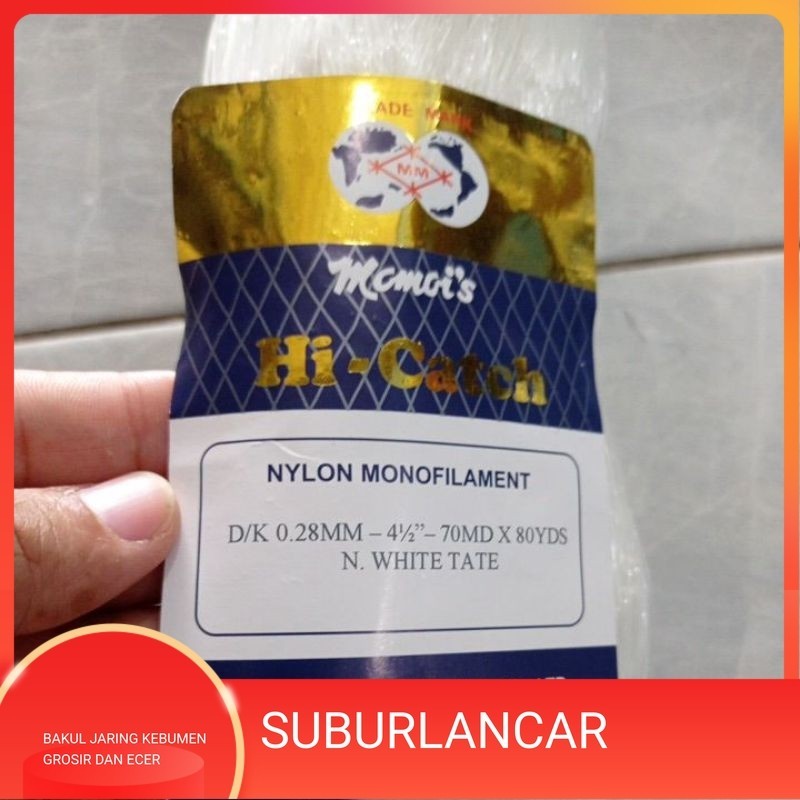 TRADE MARK
MM
Momoi's
Hi-Catch
NYLON MONOFILAMENT
D/K 0.28MM – 4½”– 70MD X 80YDS
N. WHITE TATE
BAKUL JARING KEBUMEN
GROSIR DAN ECER
SUBURLANCAR